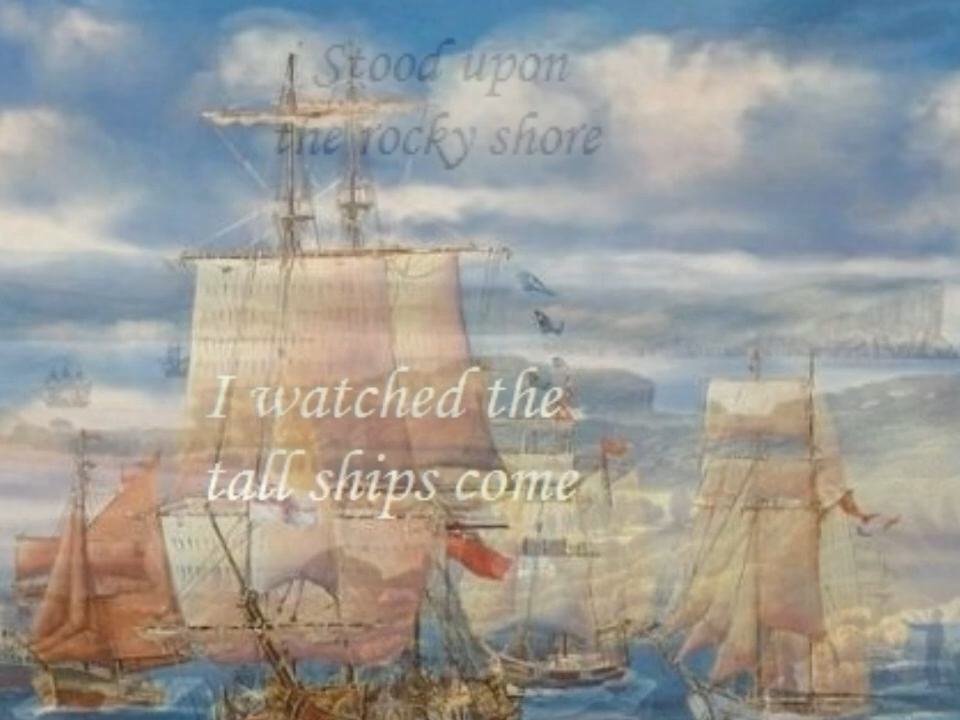 Stood upon
the rocky shore
I watched the
tall ships come